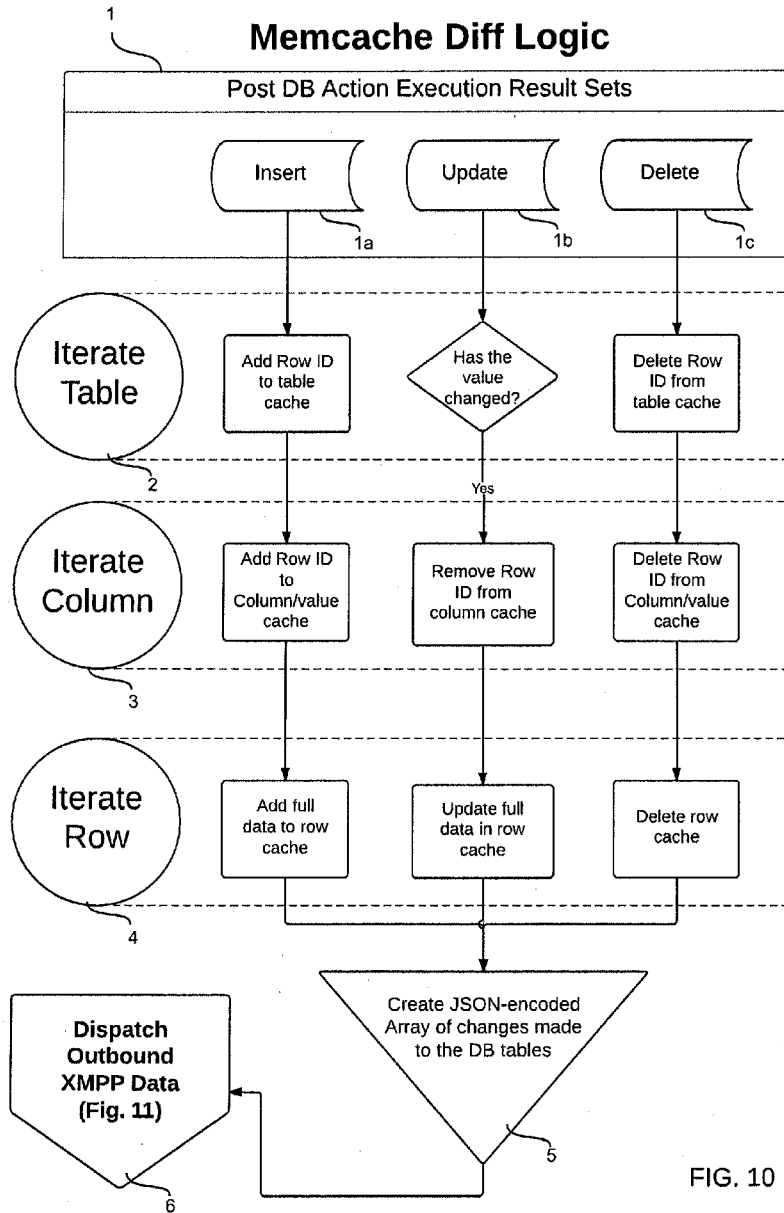 1
Memcache Diff Logic
Post DB Action Execution Result Sets
Insert
Update
Delete
1a
1b
1c
Iterate
Table
Add Row ID
to table
cache
Has the
value
changed?
Delete Row
ID from
table cache
2
Yes
Iterate
Column
Add Row ID
to
Column/value
cache
Remove Row
ID from
column cache
Delete Row
ID from
Column/value
cache
3
Iterate
Row
Add full
data to row
cache
Update full
data in row
cache
Delete row
cache
4
Create JSON-encoded
Array of changes made
to the DB tables
5
Dispatch
Outbound
XMPP Data
(Fig. 11)
6
FIG. 10